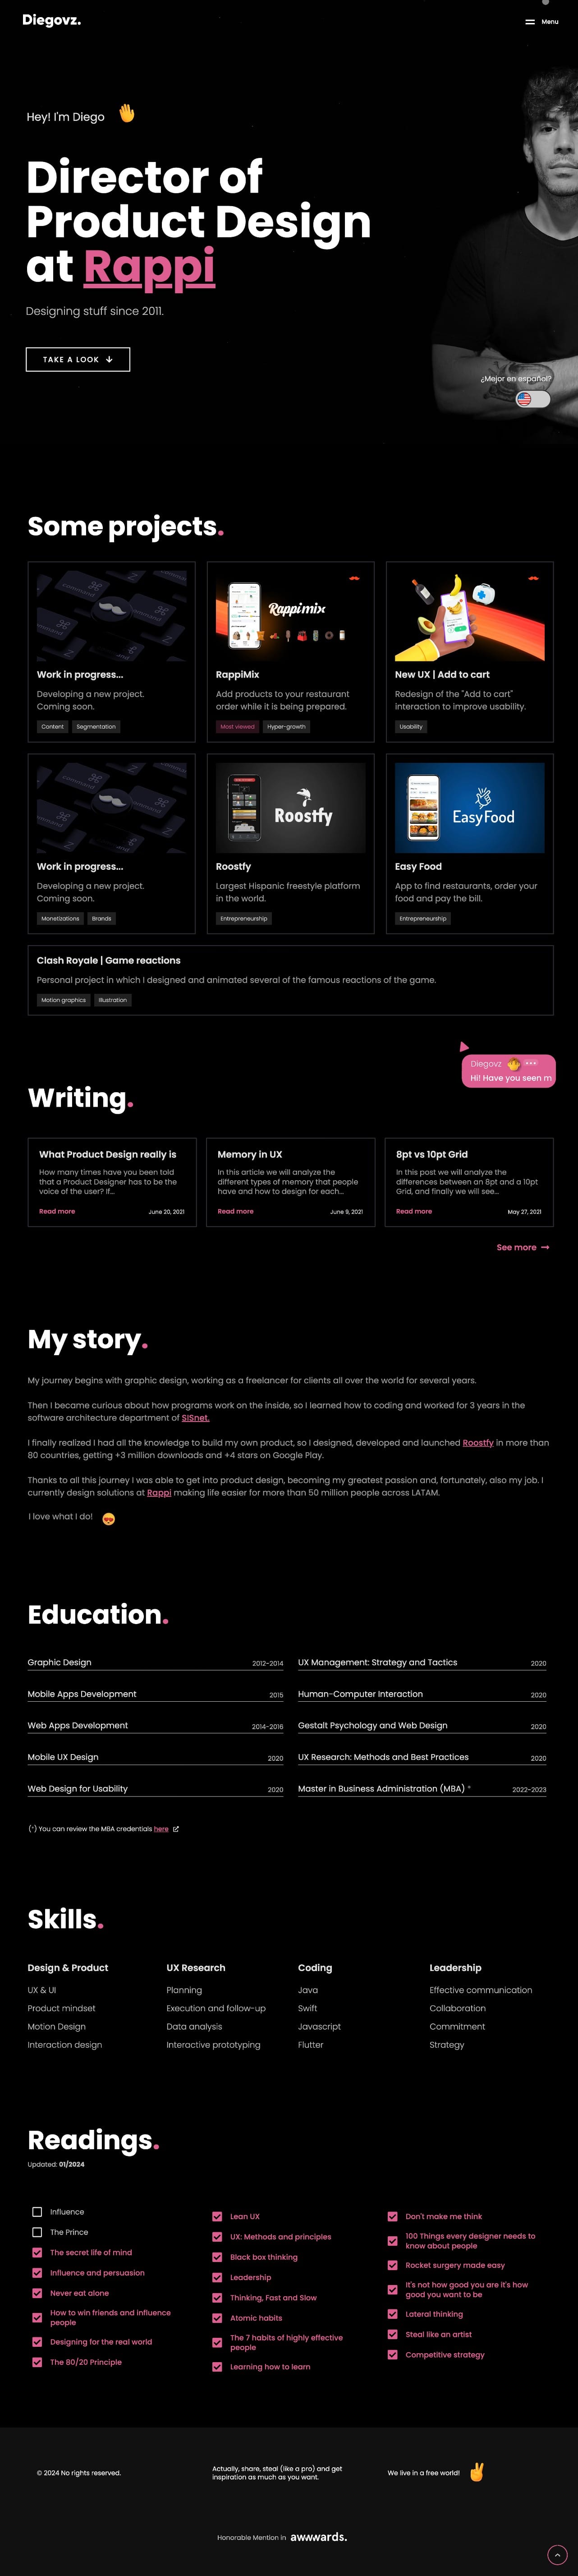 Diegovz.
Menu
Hey! I'm Diego
Director of
Product Design
at Rappi
Designing stuff since 2011.
TAKE A LOOK
¿Mejor en español?
Some projects.
Work in progress...
Developing a new project.
Coming soon.
Content
Segmentation
Rappimix
RappiMix
Add products to your restaurant
order while it is being prepared.
Most viewed
Hyper-growth
New UX | Add to cart
Redesign of the "Add to cart"
interaction to improve usability.
Usability
Work in progress...
Developing a new project.
Coming soon.
Monetizations
Brands
Roostfy
Roostfy
Largest Hispanic freestyle platform
in the world.
Entrepreneurship
EasyFood
Easy Food
App to find restaurants, order your
food and pay the bill.
Entrepreneurship
Clash Royale | Game reactions
Personal project in which I designed and animated several of the famous reactions of the game.
Motion graphics
Illustration
Diegovz
Hi! Have you seen m
Writing.
What Product Design really is
How many times have you been told
that a Product Designer has to be the
voice of the user? If...
Read more
June 20, 2021
Memory in UX
In this article we will analyze the
different types of memory that people
have and how to design for each...
Read more
June 9, 2021
8pt vs 10pt Grid
In this post we will analyze the
differences between an 8pt and a 10pt
Grid, and finally we will see...
Read more
May 27, 2021
See more
My story.
My journey begins with graphic design, working as a freelancer for clients all over the world for several years.
Then I became curious about how programs work on the inside, so I learned how to coding and worked for 3 years in the
software architecture department of SISnet.
I finally realized I had all the knowledge to build my own product, so I designed, developed and launched Roostfy in more than
80 countries, getting +3 million downloads and +4 stars on Google Play.
Thanks to all this journey I was able to get into product design, becoming my greatest passion and, fortunately, also my job. I
currently design solutions at Rappi making life easier for more than 50 million people across LATAM.
I love what I do!
Education.
Graphic Design 2012-2014
Mobile Apps Development 2015
Web Apps Development 2014-2016
Mobile UX Design 2020
Web Design for Usability 2020
UX Management: Strategy and Tactics 2020
Human-Computer Interaction 2020
Gestalt Psychology and Web Design 2020
UX Research: Methods and Best Practices 2020
Master in Business Administration (MBA) * 2022-2023
(*) You can review the MBA credentials here
Skills.
Design & Product
UX & UI
Product mindset
Motion Design
Interaction design
UX Research
Planning
Execution and follow-up
Data analysis
Interactive prototyping
Coding
Java
Swift
Javascript
Flutter
Leadership
Effective communication
Collaboration
Commitment
Strategy
Readings.
Updated: 01/2024
Influence
The Prince
The secret life of mind
Influence and persuasion
Never eat alone
How to win friends and influence
people
Designing for the real world
The 80/20 Principle
Lean UX
UX: Methods and principles
Black box thinking
Leadership
Thinking, Fast and Slow
Atomic habits
The 7 habits of highly effective
people
Learning how to learn
Don't make me think
100 Things every designer needs to
know about people
Rocket surgery made easy
It's not how good you are it's how
good you want to be
Lateral thinking
Steal like an artist
Competitive strategy
© 2024 No rights reserved.
Actually, share, steal (like a pro) and get
inspiration as much as you want.
We live in a free world!
Honorable Mention in awwwards.